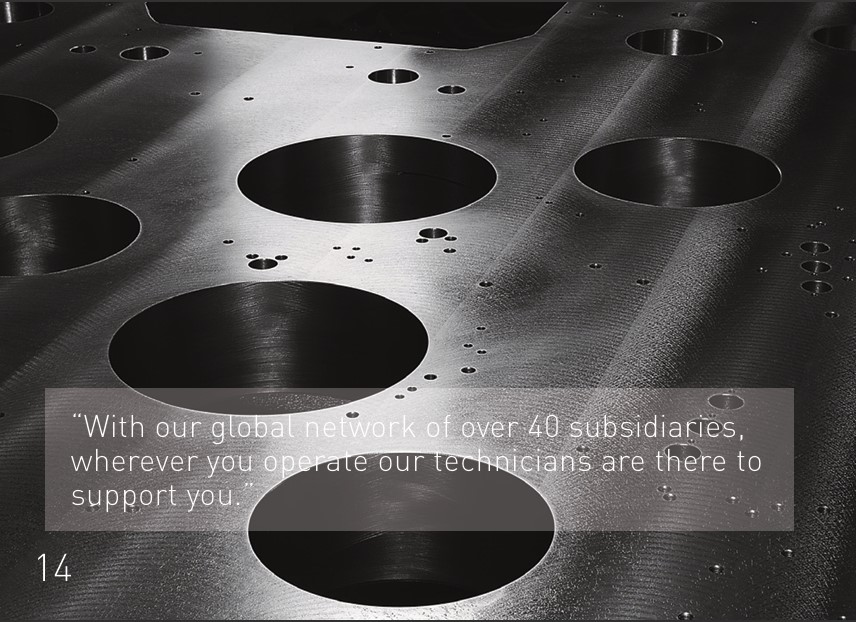 “With our global network of over 40 subsidiaries,
wherever you operate our technicians are there to
support you.”
14